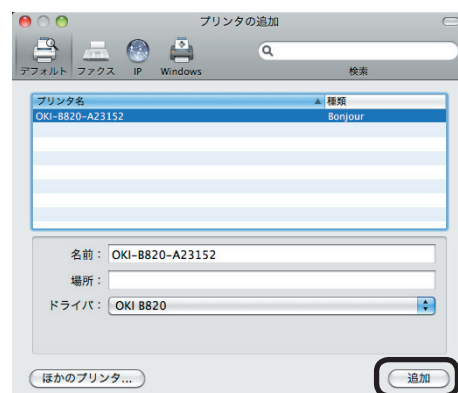 プリンタの追加
デフォルト ファクス IP Windows 検索
プリンタ名 種類
OKI-B820-A23152 Bonjour
名前： OKI-B820-A23152
場所：
ドライバ： OKI B820
ほかのプリンタ... 追加